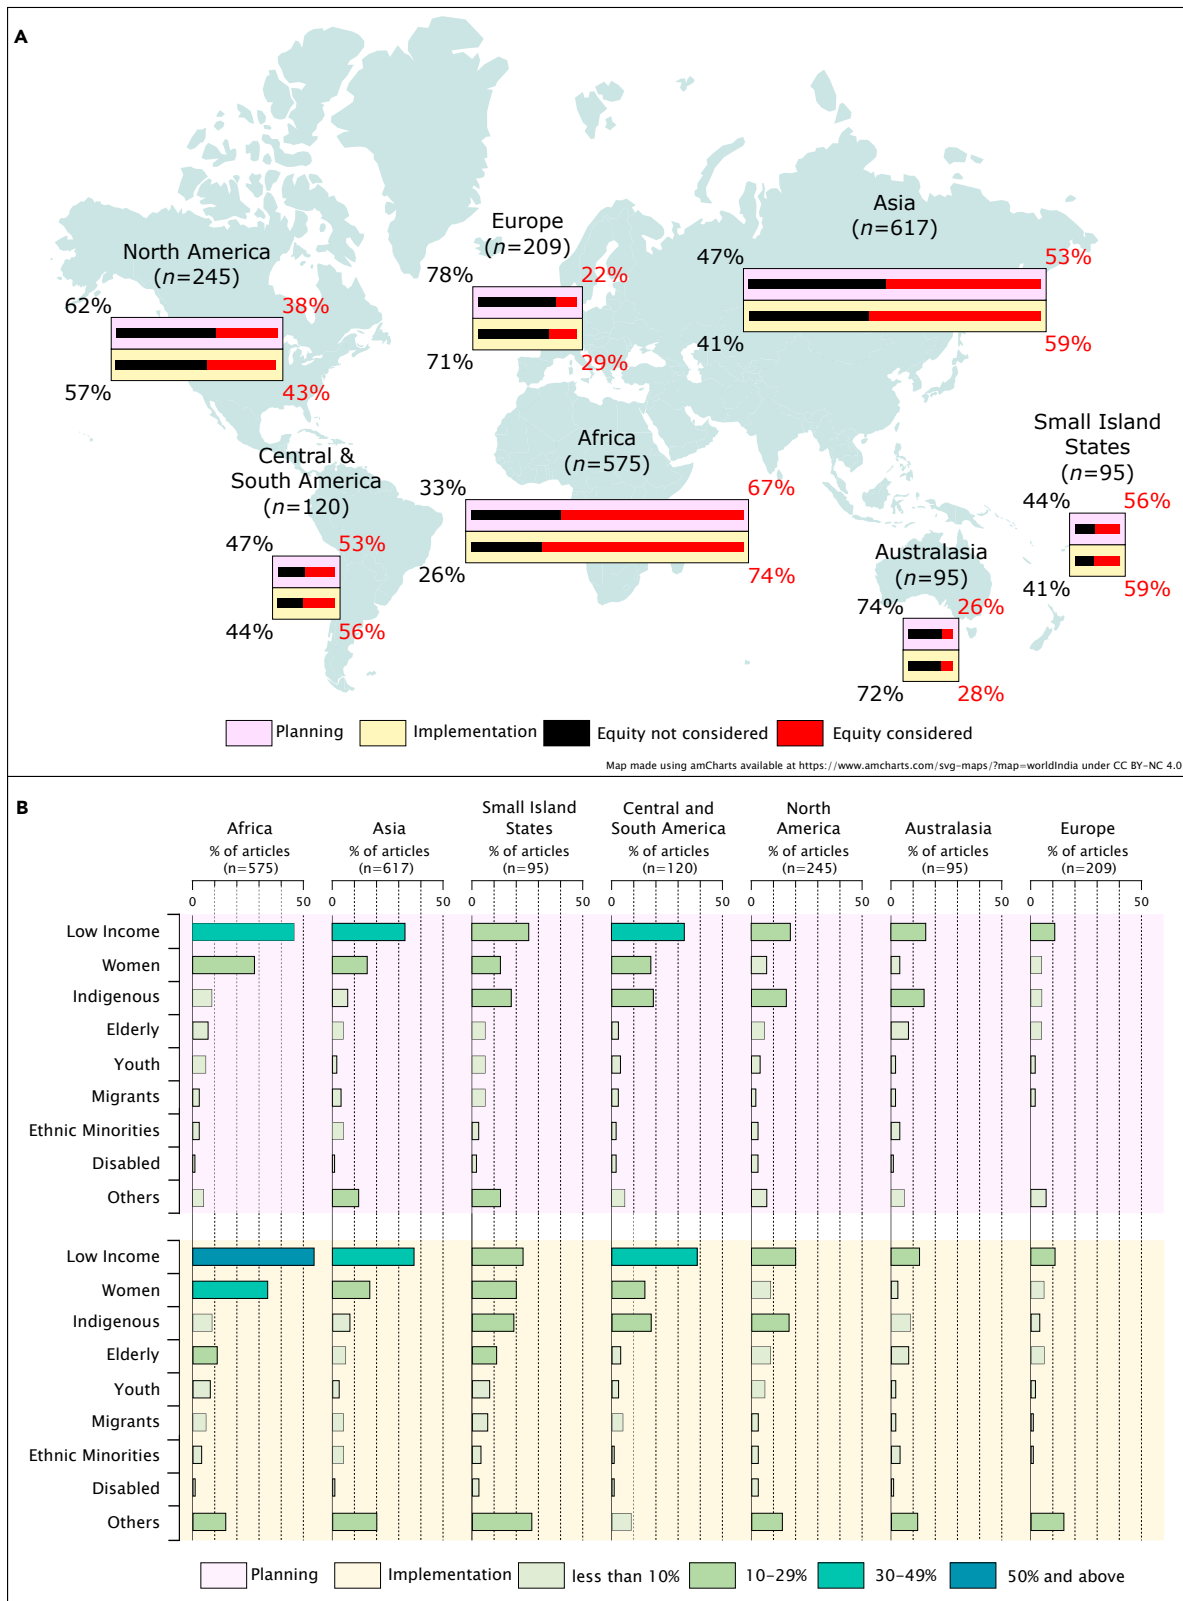 A
North America
(n=245)
62%
38%
57%
43%
Europe
(n=209)
78%
22%
71%
29%
Asia
(n=617)
47%
53%
41%
59%
Central &
South America
(n=120)
47%
53%
44%
56%
Africa
(n=575)
33%
67%
26%
74%
Small Island
States
(n=95)
44%
56%
41%
59%
Australasia
(n=95)
74%
26%
72%
28%
Planning
Implementation
Equity not considered
Equity considered
Map made using amCharts available at https://www.amcharts.com/svg-maps/?map=worldIndia under CC BY-NC 4.0
B
Africa
% of articles
(n=575)
0 50
Asia
% of articles
(n=617)
0 50
Small Island
States
% of articles
(n=95)
0 50
Central and
South America
% of articles
(n=120)
0 50
North
America
% of articles
(n=245)
0 50
Australasia
% of articles
(n=95)
0 50
Europe
% of articles
(n=209)
0 50
Low Income
Women
Indigenous
Elderly
Youth
Migrants
Ethnic Minorities
Disabled
Others
Low Income
Women
Indigenous
Elderly
Youth
Migrants
Ethnic Minorities
Disabled
Others
Planning
Implementation
less than 10%
10-29%
30-49%
50% and above